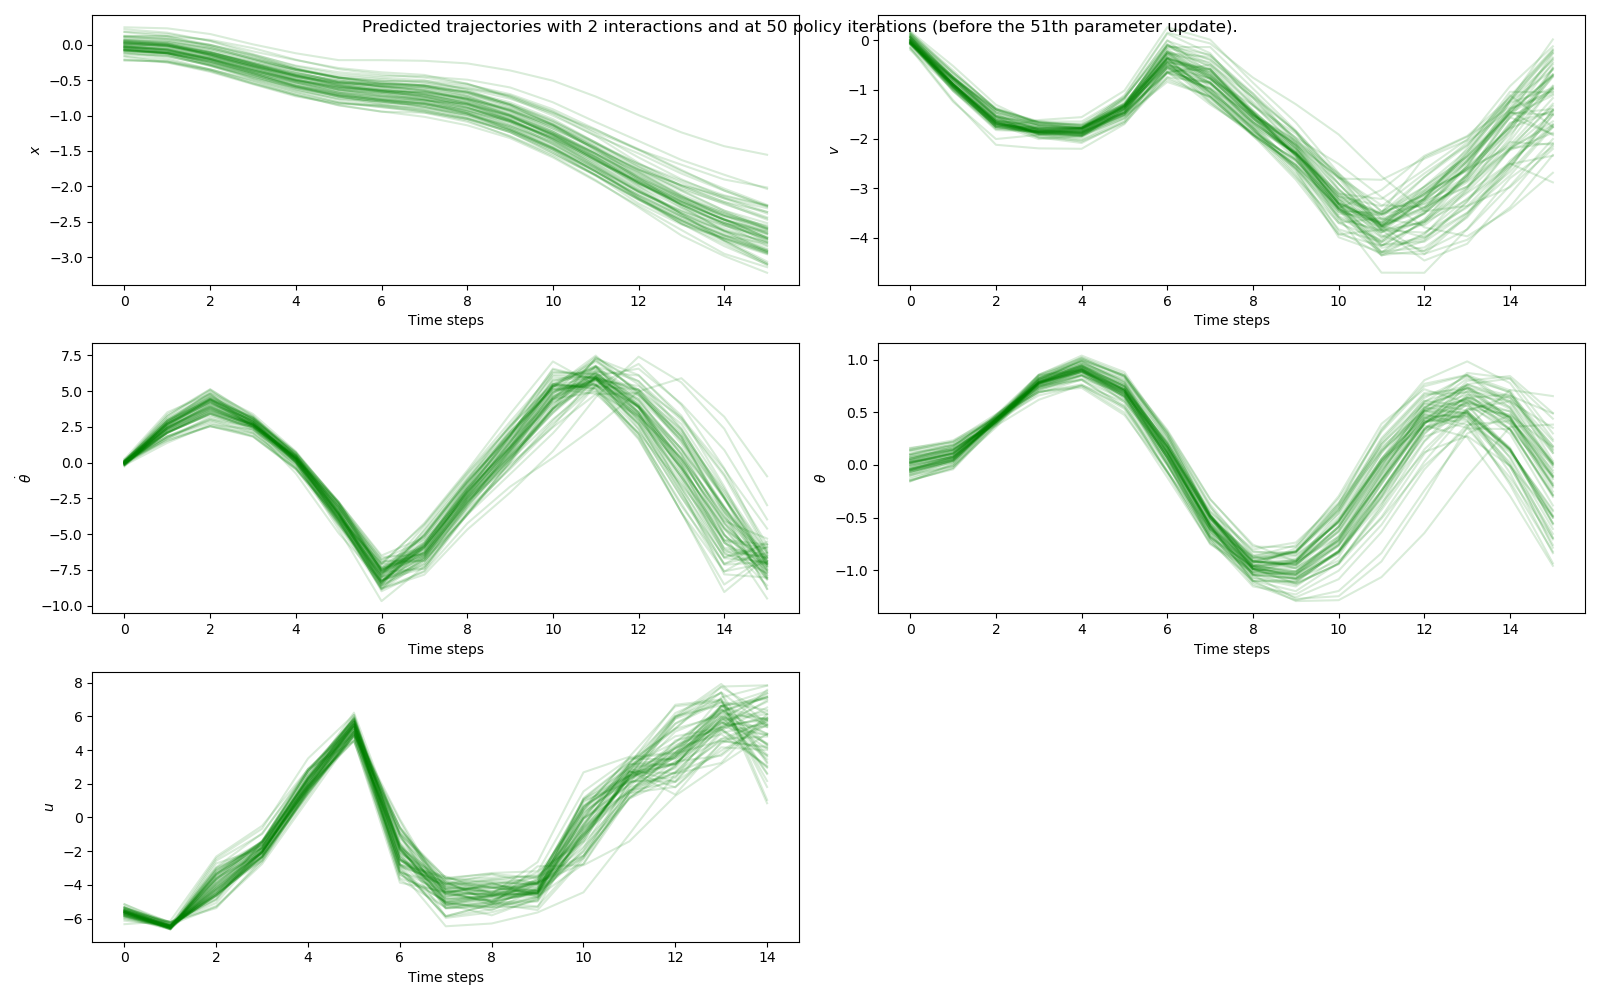 Predicted trajectories with 2 interactions and at 50 policy iterations (before the 51th parameter update).
0.0
−0.5
−1.0
−1.5
−2.0
−2.5
−3.0
x
0 2 4 6 8 10 12 14
Time steps
0
−1
−2
−3
−4
v
0 2 4 6 8 10 12 14
Time steps
7.5
5.0
2.5
0.0
−2.5
−5.0
−7.5
−10.0
θ̇
0 2 4 6 8 10 12 14
Time steps
1.0
0.5
0.0
−0.5
−1.0
θ
0 2 4 6 8 10 12 14
Time steps
8
6
4
2
0
−2
−4
−6
u
0 2 4 6 8 10 12 14
Time steps